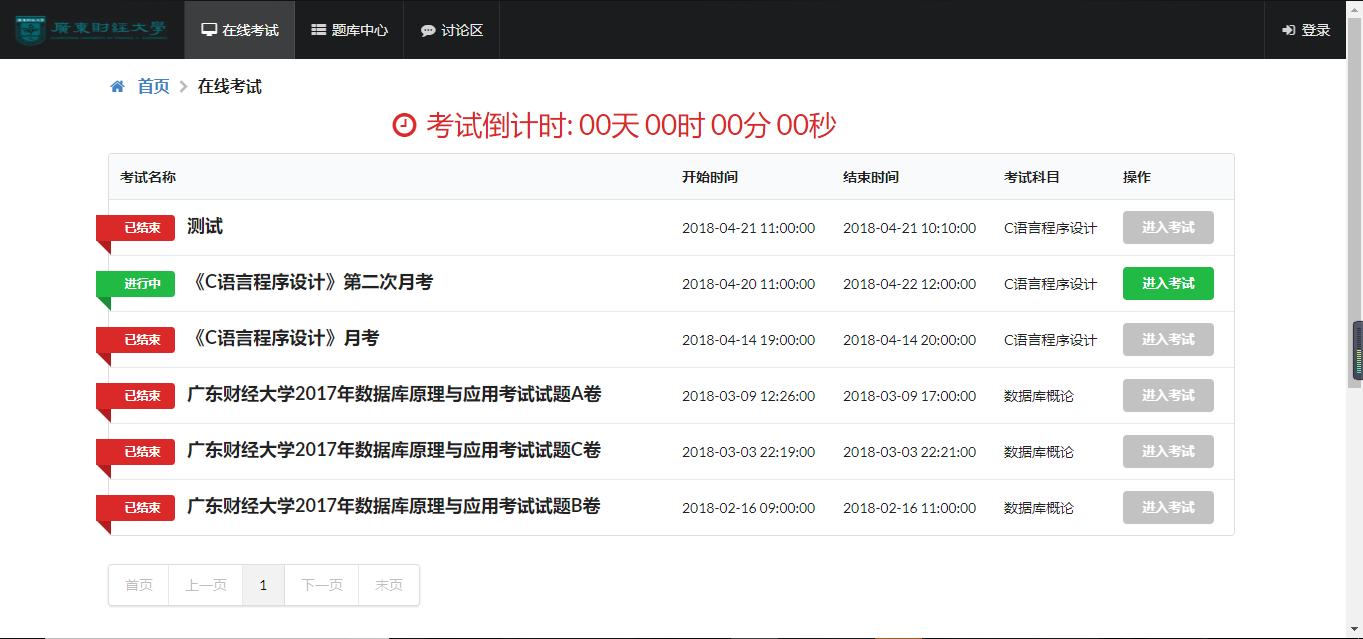 廣東財經大學 在线考试 题库中心 讨论区 登录
首页 在线考试
考试倒计时: 00天 00时 00分 00秒
考试名称 开始时间 结束时间 考试科目 操作
已结束 测试 2018-04-21 11:00:00 2018-04-21 10:10:00 C语言程序设计 进入考试
进行中 《C语言程序设计》第二次月考 2018-04-20 11:00:00 2018-04-22 12:00:00 C语言程序设计 进入考试
已结束 《C语言程序设计》月考 2018-04-14 19:00:00 2018-04-14 20:00:00 C语言程序设计 进入考试
已结束 广东财经大学2017年数据库原理与应用考试试题A卷 2018-03-09 12:26:00 2018-03-09 17:00:00 数据库概论 进入考试
已结束 广东财经大学2017年数据库原理与应用考试试题C卷 2018-03-03 22:19:00 2018-03-03 22:21:00 数据库概论 进入考试
已结束 广东财经大学2017年数据库原理与应用考试试题B卷 2018-02-16 09:00:00 2018-02-16 11:00:00 数据库概论 进入考试
首页 上一页 1 下一页 末页